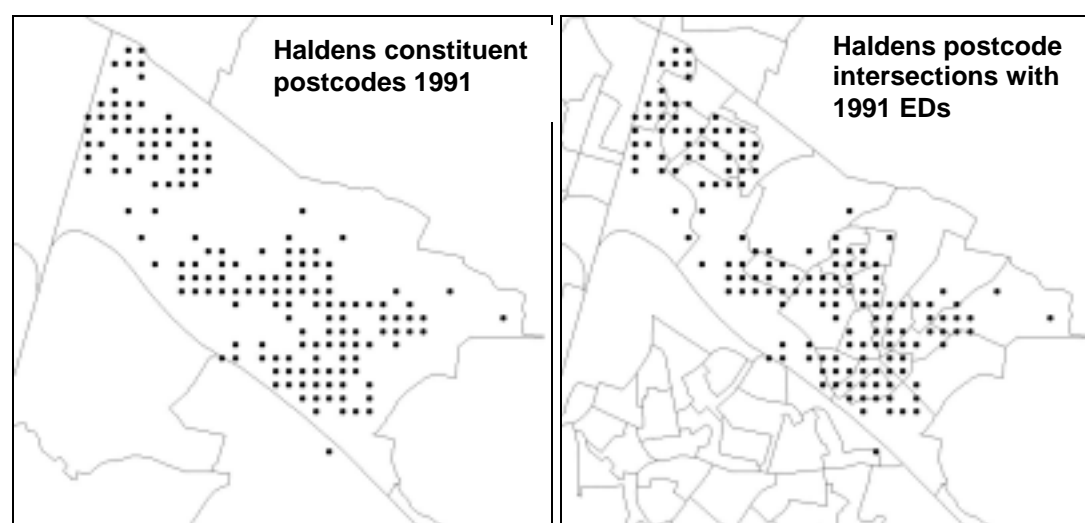 Haldens constituent
postcodes 1991
Haldens postcode
intersections with
1991 EDs